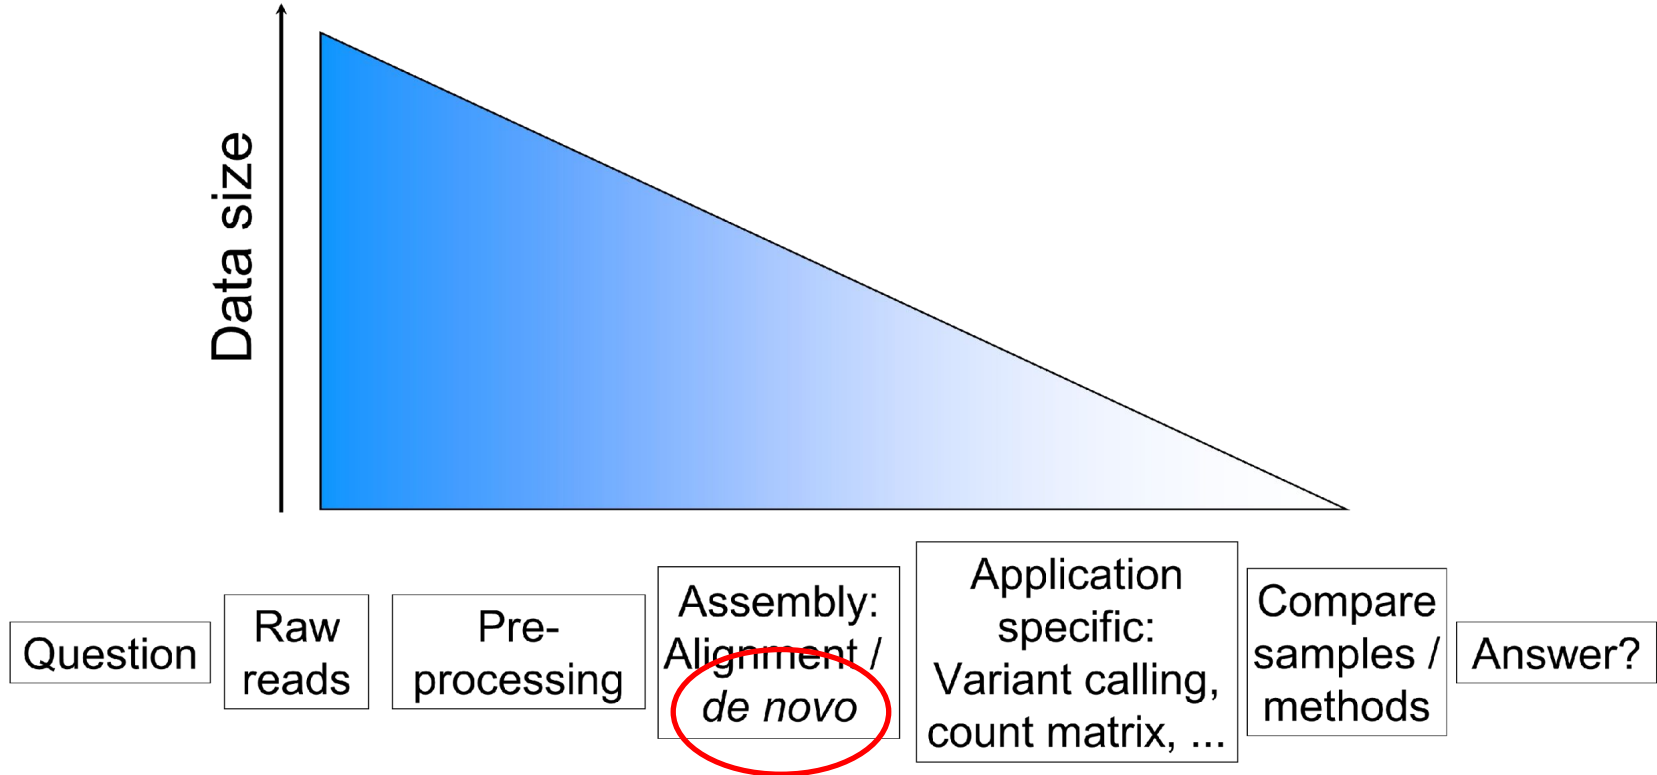 Data size
Question
Raw
reads
Pre-
processing
Assembly:
Alignment /
de novo
Application
specific:
Variant calling,
count matrix, ...
Compare
samples /
methods
Answer?